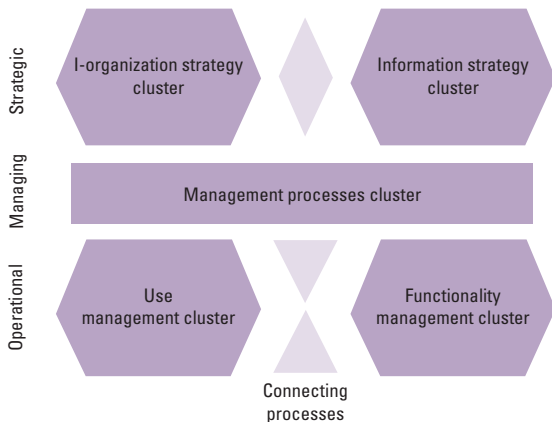 Strategic
I-organization strategy
cluster
Information strategy
cluster
Managing
Management processes cluster
Operational
Use
management cluster
Functionality
management cluster
Connecting
processes